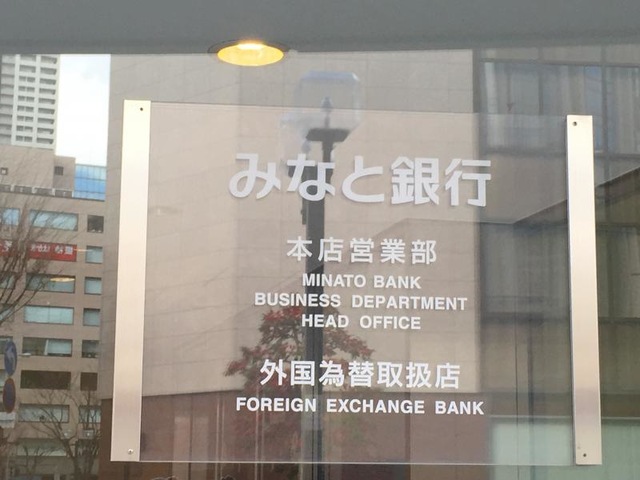 みなと銀行
本店営業部
MINATO BANK
BUSINESS DEPARTMENT
HEAD OFFICE
外国為替取扱店
FOREIGN EXCHANGE BANK